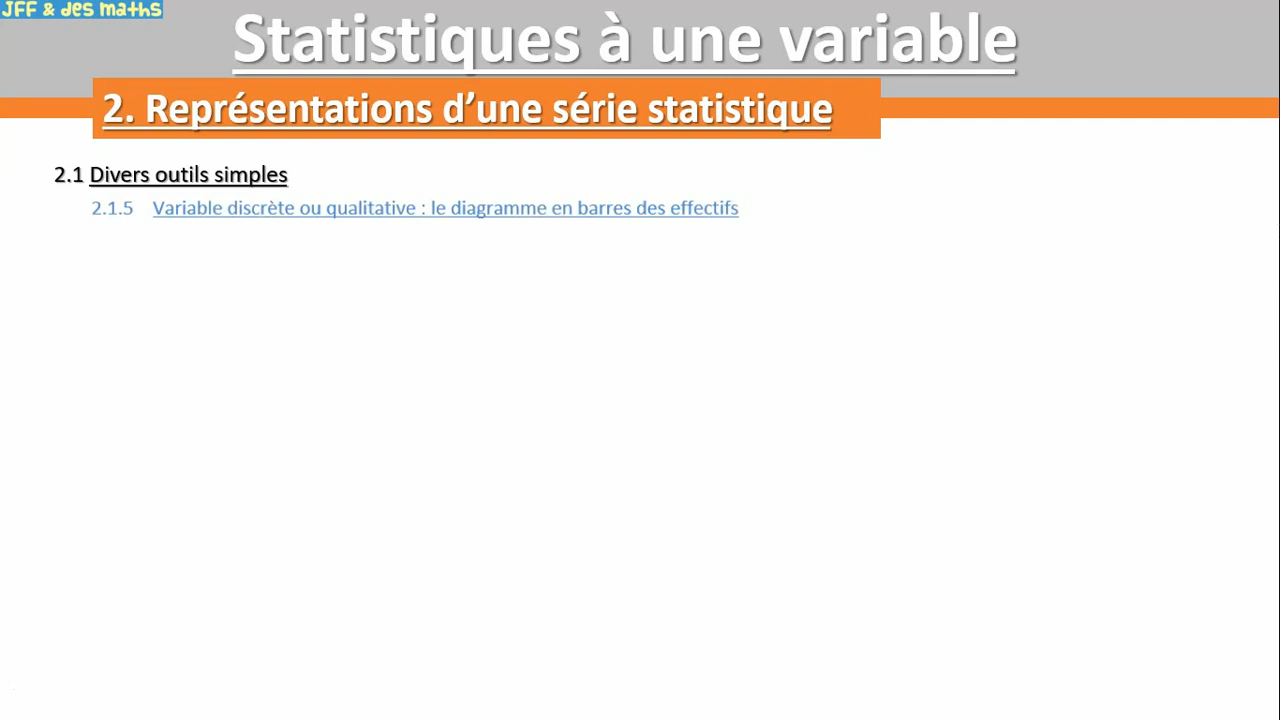 JFF & des maths
Statistiques à une variable
2. Représentations d’une série statistique
2.1 Divers outils simples
2.1.5 Variable discrète ou qualitative : le diagramme en barres des effectifs